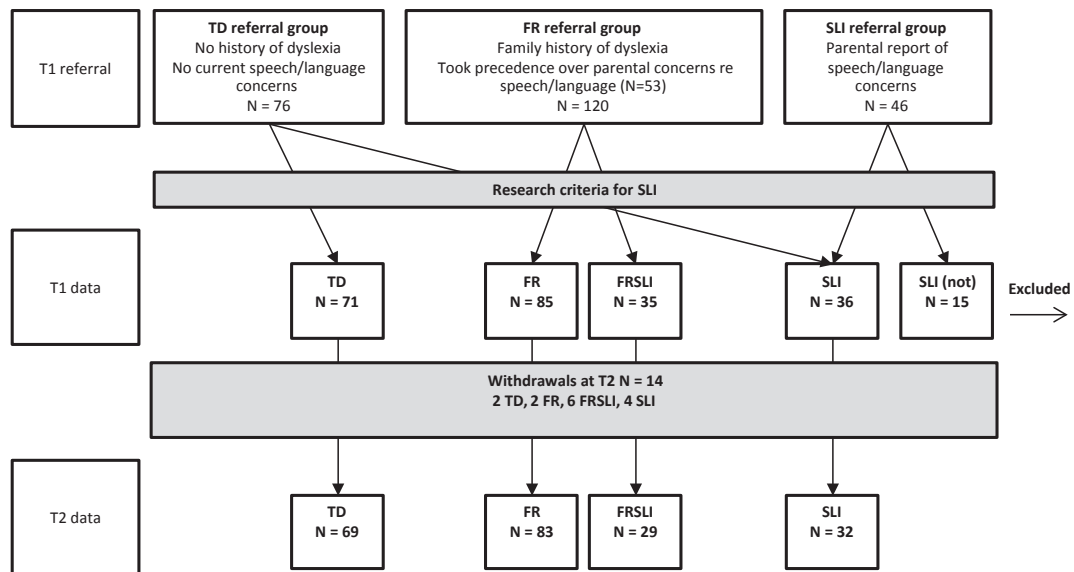 T1 referral
TD referral group
No history of dyslexia
No current speech/language
concerns
N = 76
FR referral group
Family history of dyslexia
Took precedence over parental concerns re
speech/language (N=53)
N = 120
SLI referral group
Parental report of
speech/language
concerns
N = 46
Research criteria for SLI
T1 data
TD
N = 71
FR
N = 85
FRSLI
N = 35
SLI
N = 36
SLI (not)
N = 15
Excluded
Withdrawals at T2 N = 14
2 TD, 2 FR, 6 FRSLI, 4 SLI
T2 data
TD
N = 69
FR
N = 83
FRSLI
N = 29
SLI
N = 32